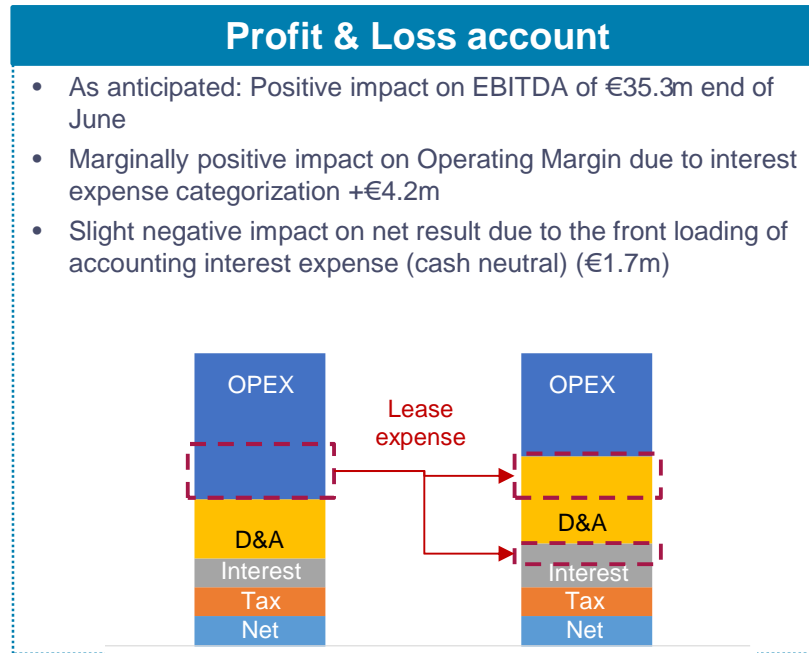 Profit & Loss account
• As anticipated: Positive impact on EBITDA of €35.3m end of
June
• Marginally positive impact on Operating Margin due to interest
expense categorization +€4.2m
• Slight negative impact on net result due to the front loading of
accounting interest expense (cash neutral) (€1.7m)
OPEX
OPEX
Lease
expense
D&A
D&A
Interest
Interest
Tax
Tax
Net
Net